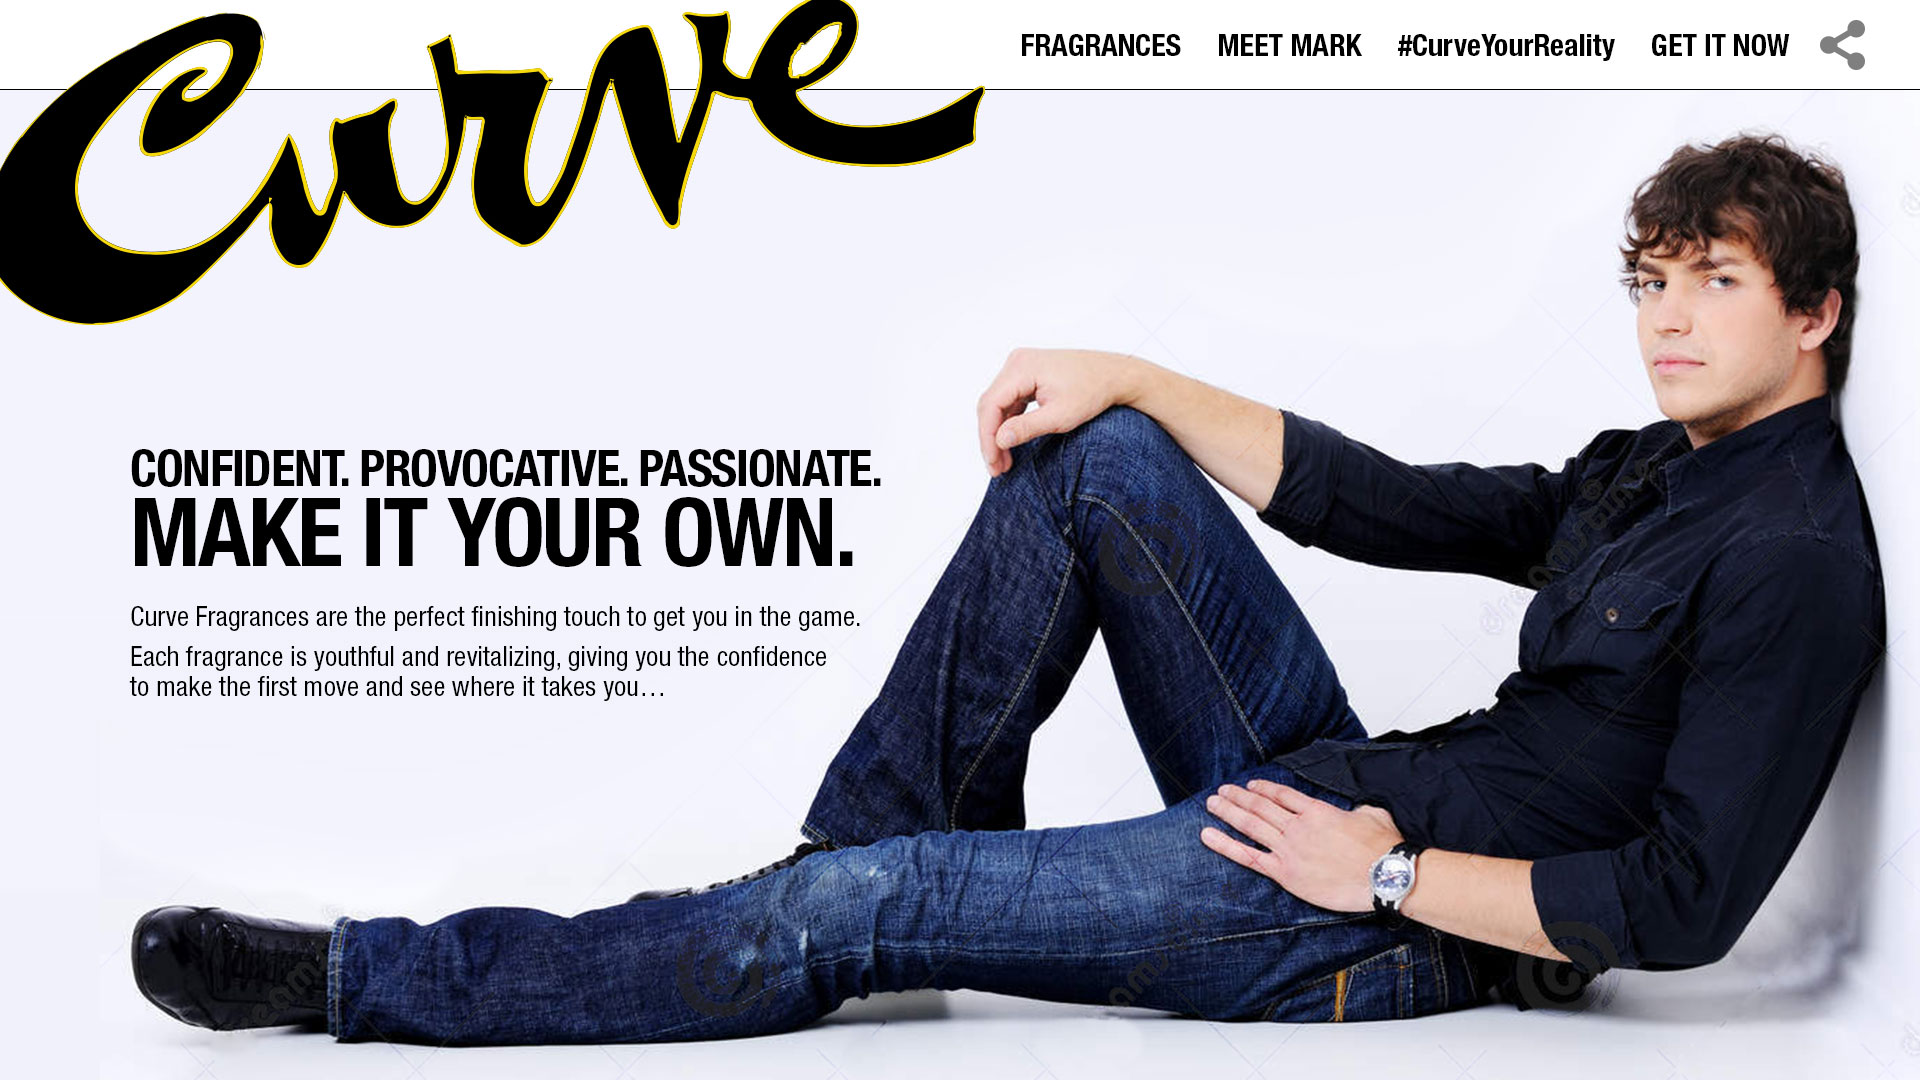 Curve
FRAGRANCES MEET MARK #CurveYourReality GET IT NOW
CONFIDENT. PROVOCATIVE. PASSIONATE.
MAKE IT YOUR OWN.
Curve Fragrances are the perfect finishing touch to get you in the game.
Each fragrance is youthful and revitalizing, giving you the confidence
to make the first move and see where it takes you…
dreamstime